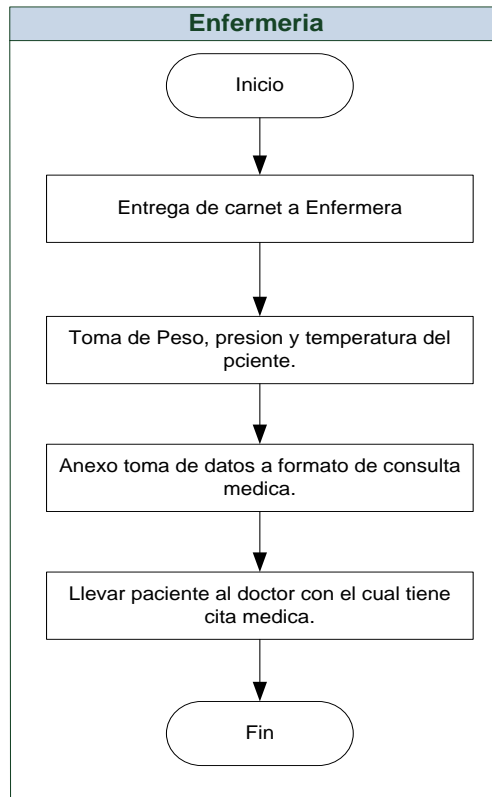 Enfermeria
Inicio
Entrega de carnet a Enfermera
Toma de Peso, presion y temperatura del
pciente.
Anexo toma de datos a formato de consulta
medica.
Llevar paciente al doctor con el cual tiene
cita medica.
Fin